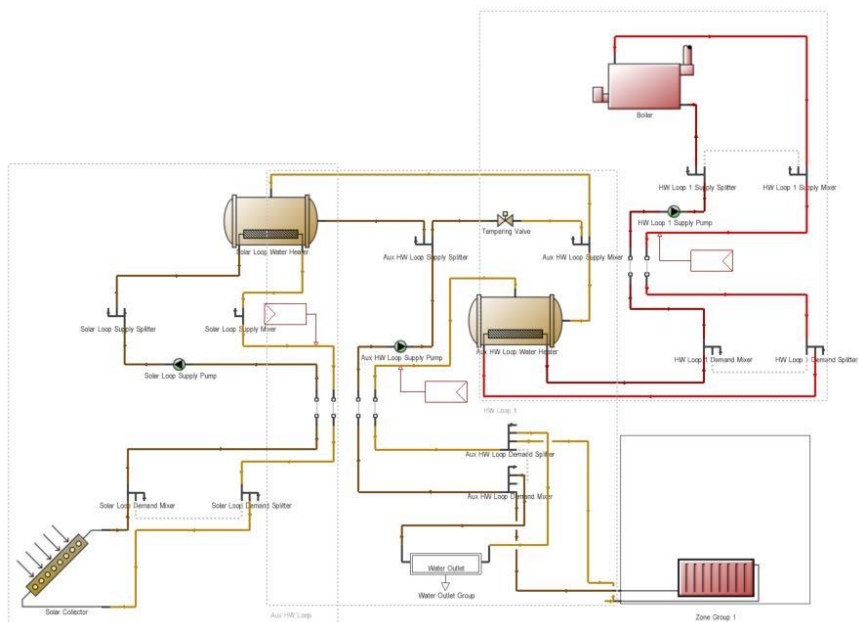 Boiler
HW Loop 1 Supply Splitter
HW Loop 1 Supply Mixer
HW Loop 1 Supply Pump
Tempering Valve
Solar Loop Water Heater
Aux HW Loop Supply Splitter
Aux HW Loop Supply Mixer
Solar Loop Supply Splitter
Solar Loop Supply Mixer
Aux HW Loop Supply Pump
Aux HW Loop Water Heater
HW Loop 1 Demand Mixer
HW Loop 1 Demand Splitter
Solar Loop Supply Pump
HW Loop 1
Aux HW Loop Demand Splitter
Aux HW Loop Demand Mixer
Solar Loop Demand Mixer
Solar Loop Demand Splitter
Water Outlet
Water Outlet Group
Solar Collector
Aux HW Loop
Zone Group 1